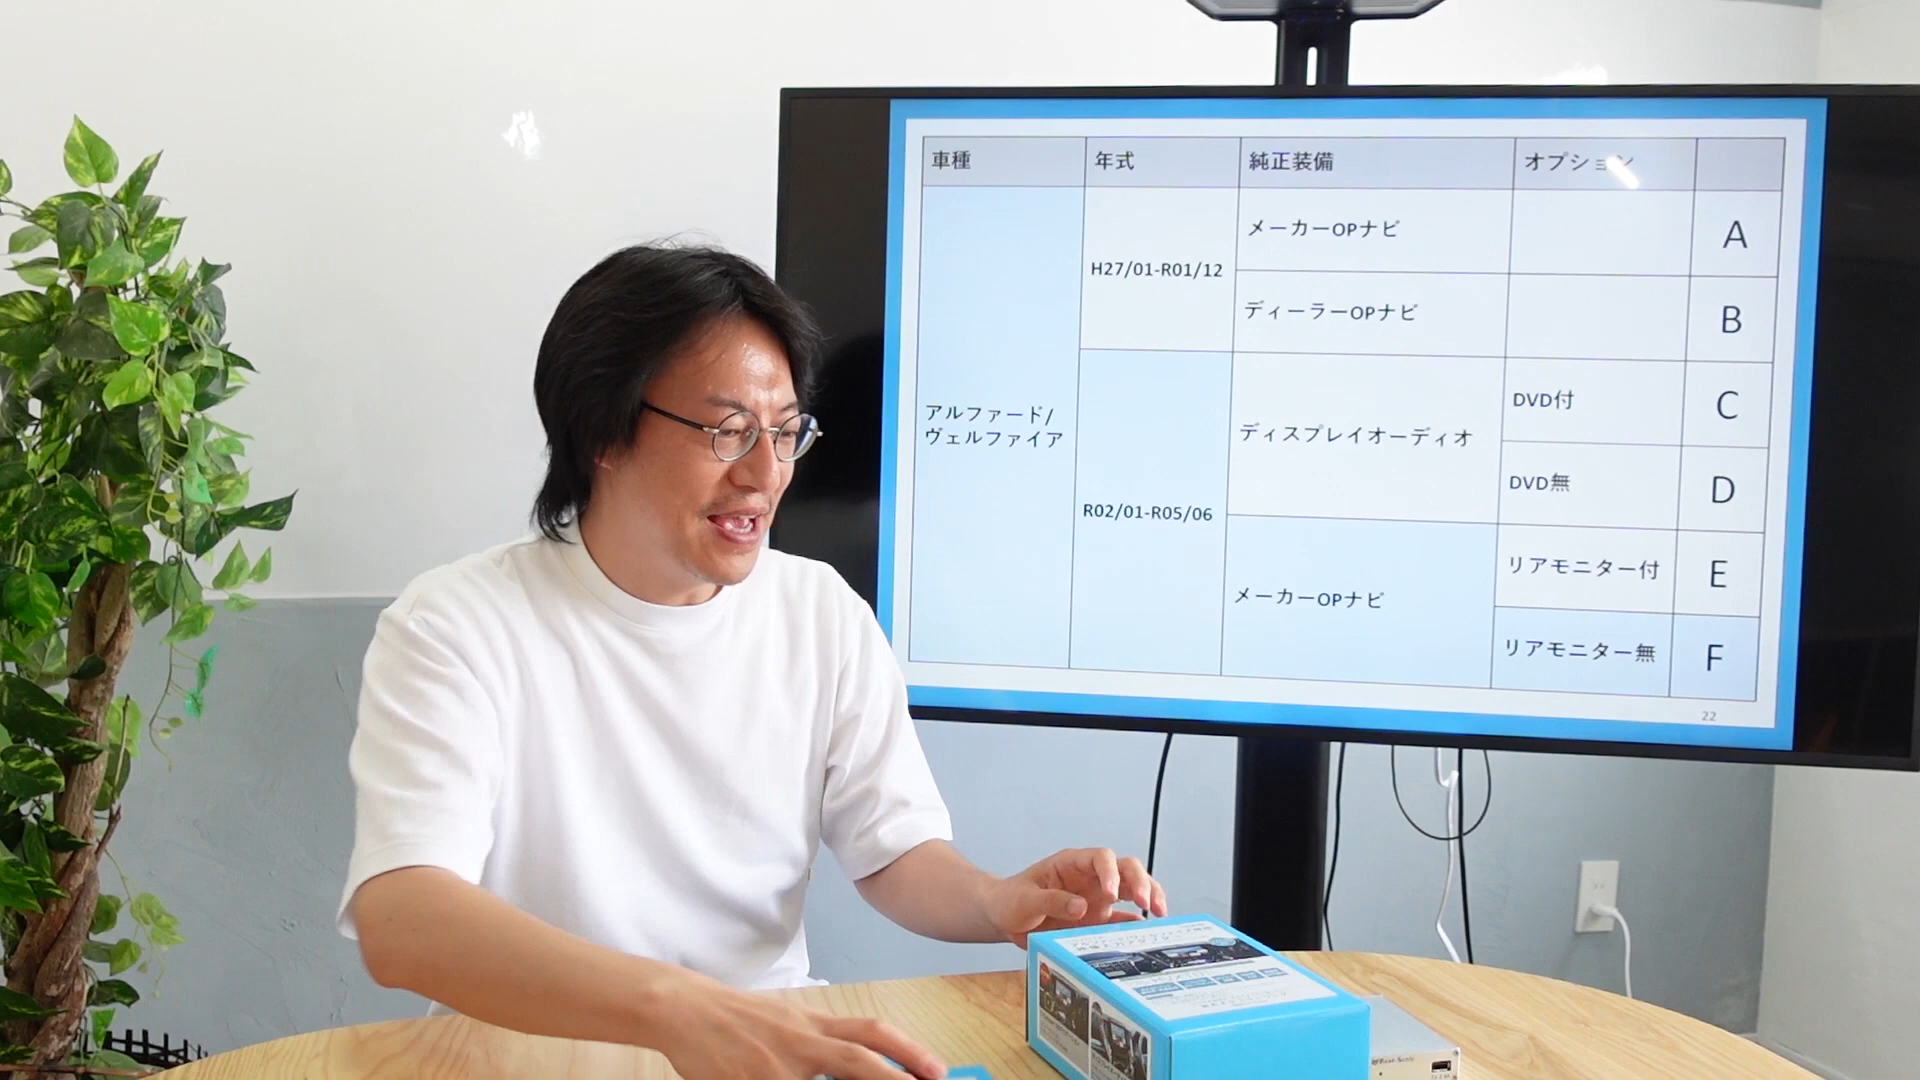 車種 年式 純正装備 オプション
アルファード/
ヴェルファイア
H27/01-R01/12
メーカーOPナビ
A
ディーラーOPナビ
B
R02/01-R05/06
ディスプレイオーディオ
DVD付
C
DVD無
D
メーカーOPナビ
リアモニター付
E
リアモニター無
F
22